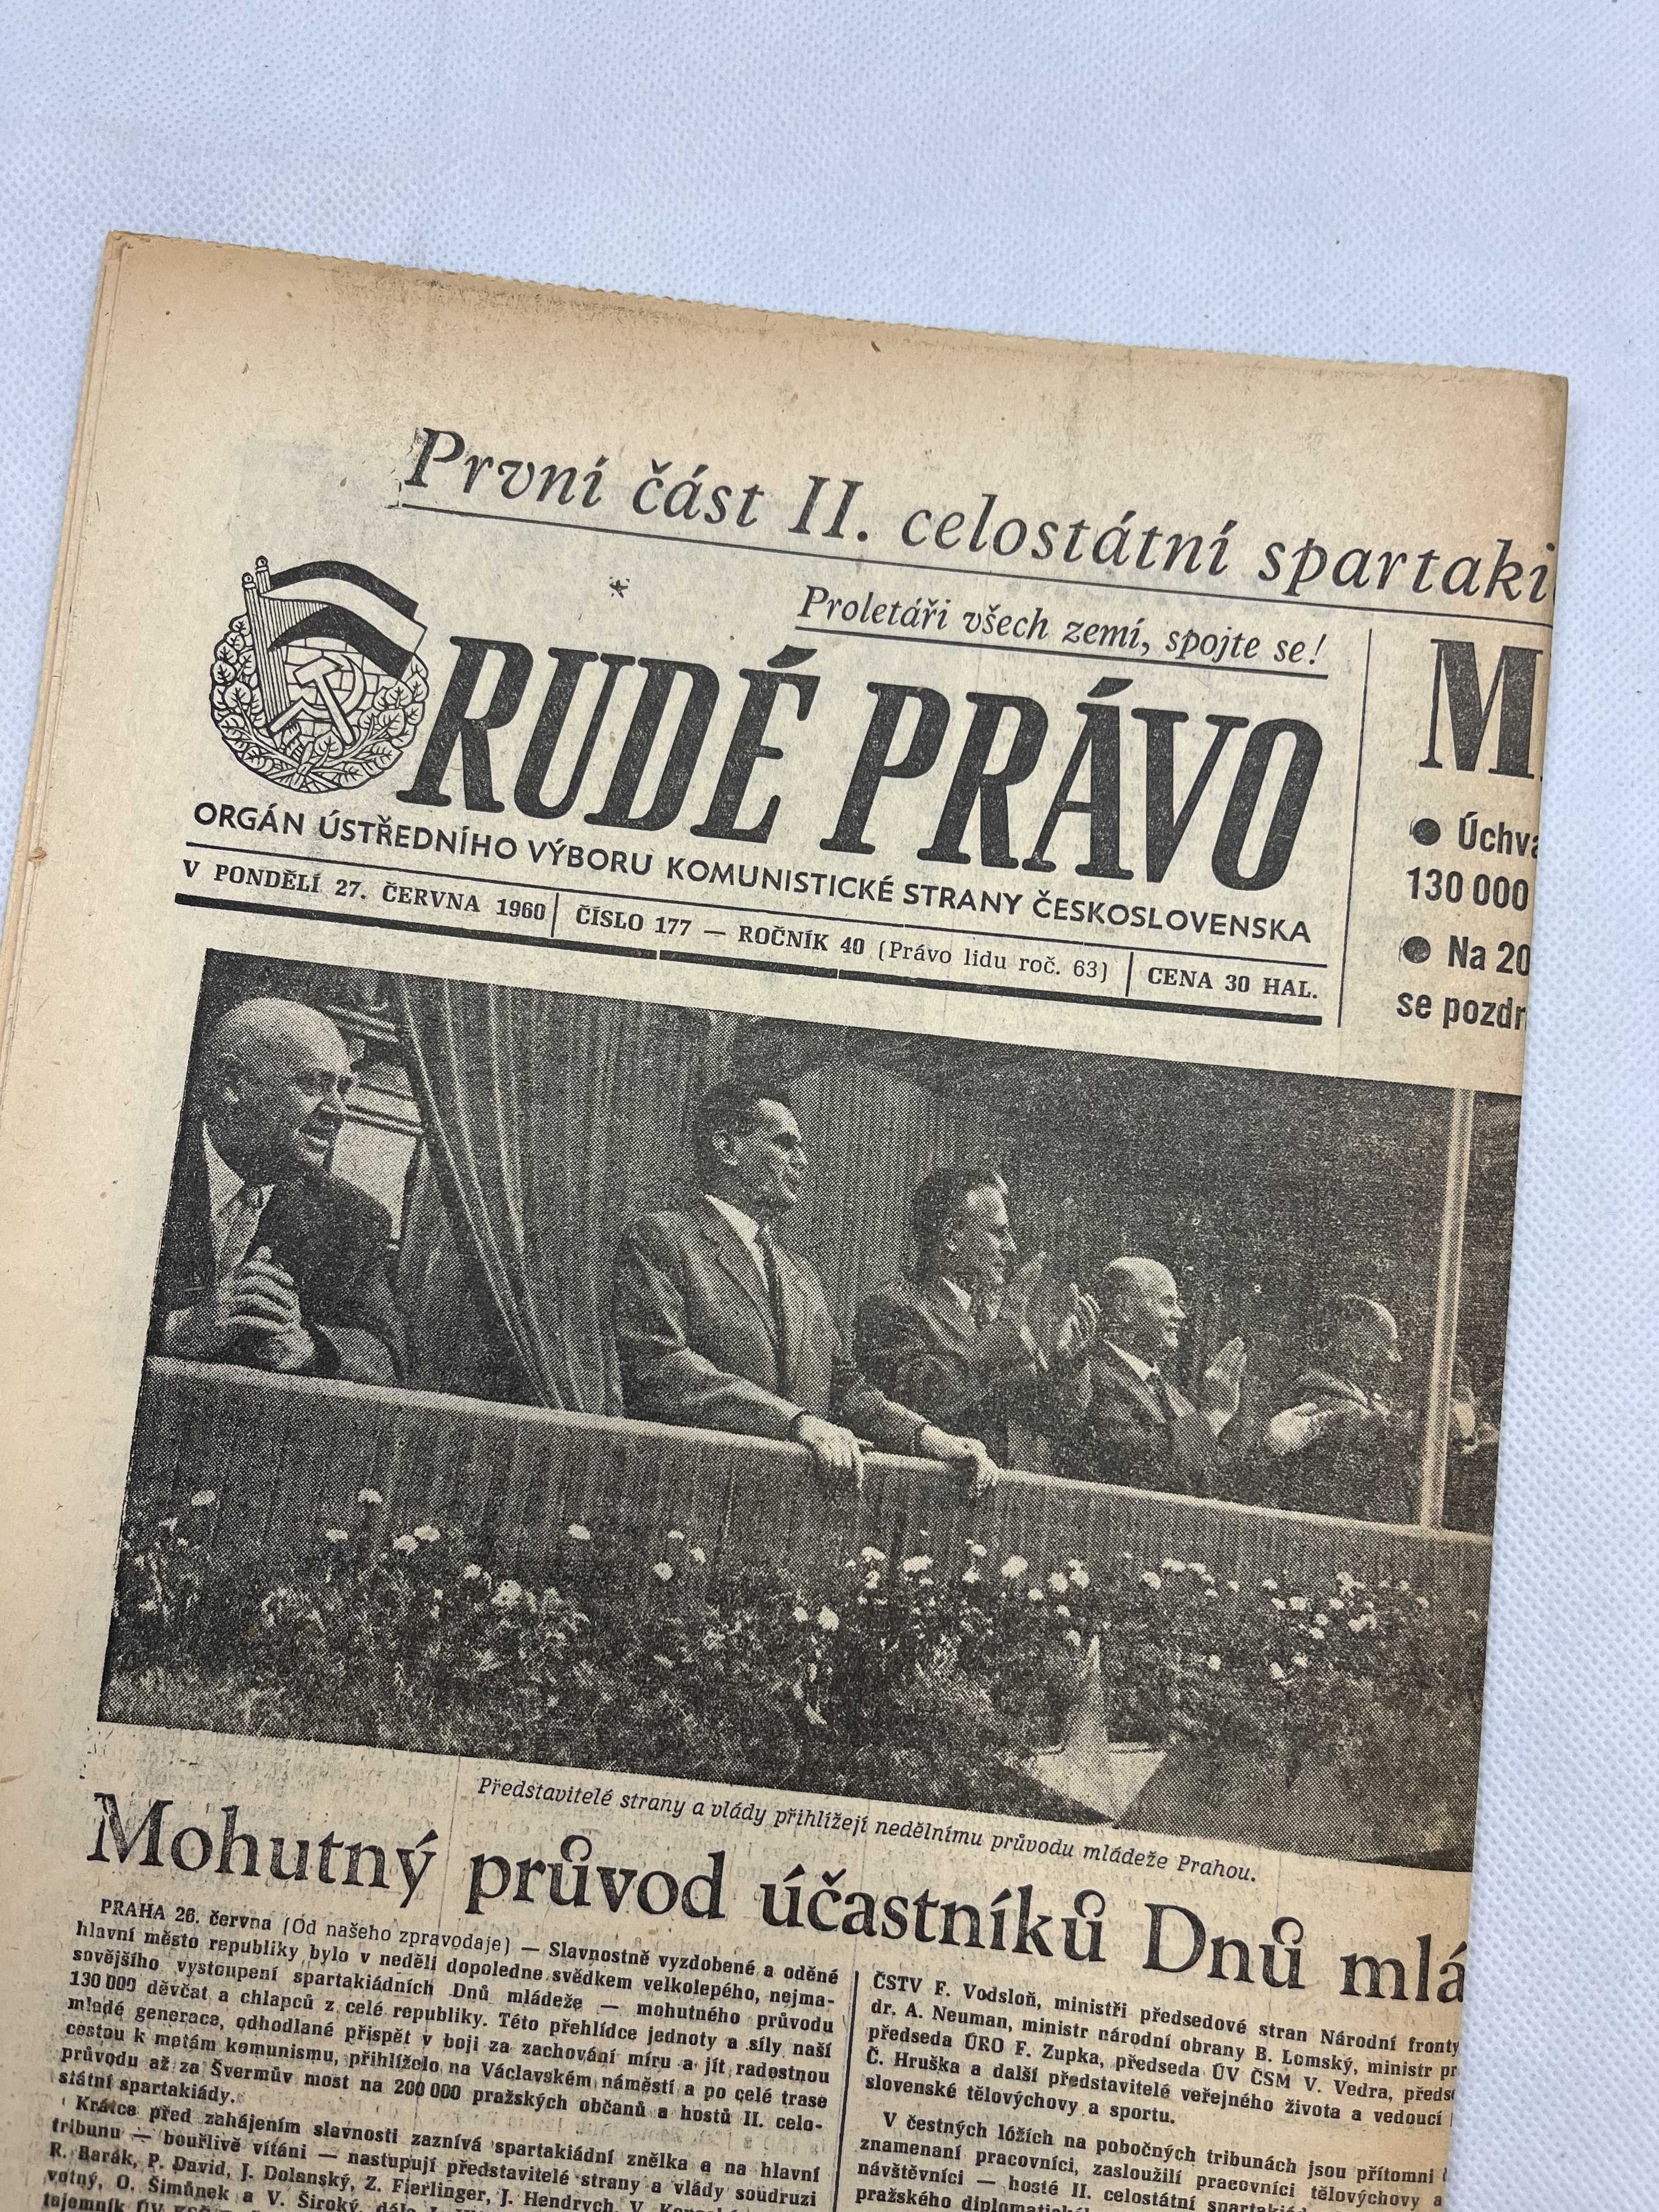 První část II. celostátní spartaki
Proletáři všech zemí, spojte se!
RUDÉ PRÁVO
ORGÁN ÚSTŘEDNÍHO VÝBORU KOMUNISTICKÉ STRANY ČESKOSLOVENSKA
V PONDĚLÍ 27. ČERVNA 1960 ČÍSLO 177 — ROČNÍK 40 (Právo lidu roč. 63) CENA 30 HAL.
M
● Úchva
130 000
● Na 20
se pozdr
Představitelé strany a vlády přihlížejí nedělnímu průvodu mládeže Prahou.
Mohutný průvod účastníků Dnů mlá
PRAHA 26. června (Od našeho zpravodaje) — Slavnostně vyzdobené a oděné
hlavní město republiky bylo v neděli dopoledne svědkem velkolepého, nejma-
sovějšího vystoupení spartakiádních Dnů mládeže — mohutného průvodu
130 000 děvčat a chlapců z celé republiky. Této přehlídce jednoty a síly naší
mladé generace, odhodlané přispět v boji za zachování míru a jít radostnou
cestou k metám komunismu, přihlíželo na Václavském náměstí a po celé trase
průvodu až za Švermův most na 200 000 pražských občanů a hostů II. celo-
státní spartakiády.
Krátce před zahájením slavnosti zaznívá spartakiádní znělka a na hlavní
tribunu — bouřlivě vítáni — nastupují představitelé strany a vlády soudruzi
R. Barák, P. David, J. Dolanský, Z. Fierlinger, J. Hendrych, V.
votný, O. Šimůnek a V. Široký, dále
tajemník ÚV
ČSTV F. Vodsloň, ministři předsedové stran Národní fronty
dr. A. Neuman, ministr národní obrany B. Lomský, ministr pr
předseda ÚRO F. Zupka, předseda ÚV ČSM V. Vedra, předse
Č. Hruška a další představitelé veřejného života a vedoucí
slovenské tělovýchovy a sportu.
V čestných lóžích na pobočných tribunách jsou přítomni
znamenaní pracovníci, zasloužilí pracovníci tělovýchovy a
návštěvníci — hosté II. celostátní spartakiá
pražského diplomatické